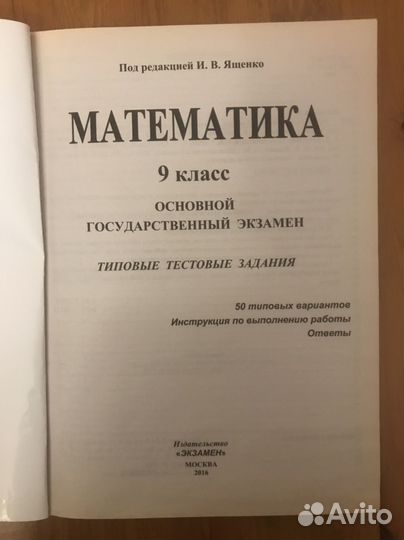 Под редакцией И. В. Ященко
МАТЕМАТИКА
9 класс
ОСНОВНОЙ
ГОСУДАРСТВЕННЫЙ ЭКЗАМЕН
ТИПОВЫЕ ТЕСТОВЫЕ ЗАДАНИЯ
50 типовых вариантов
Инструкция по выполнению работы
Ответы
Издательство
«ЭКЗАМЕН»
МОСКВА
2016
Avito